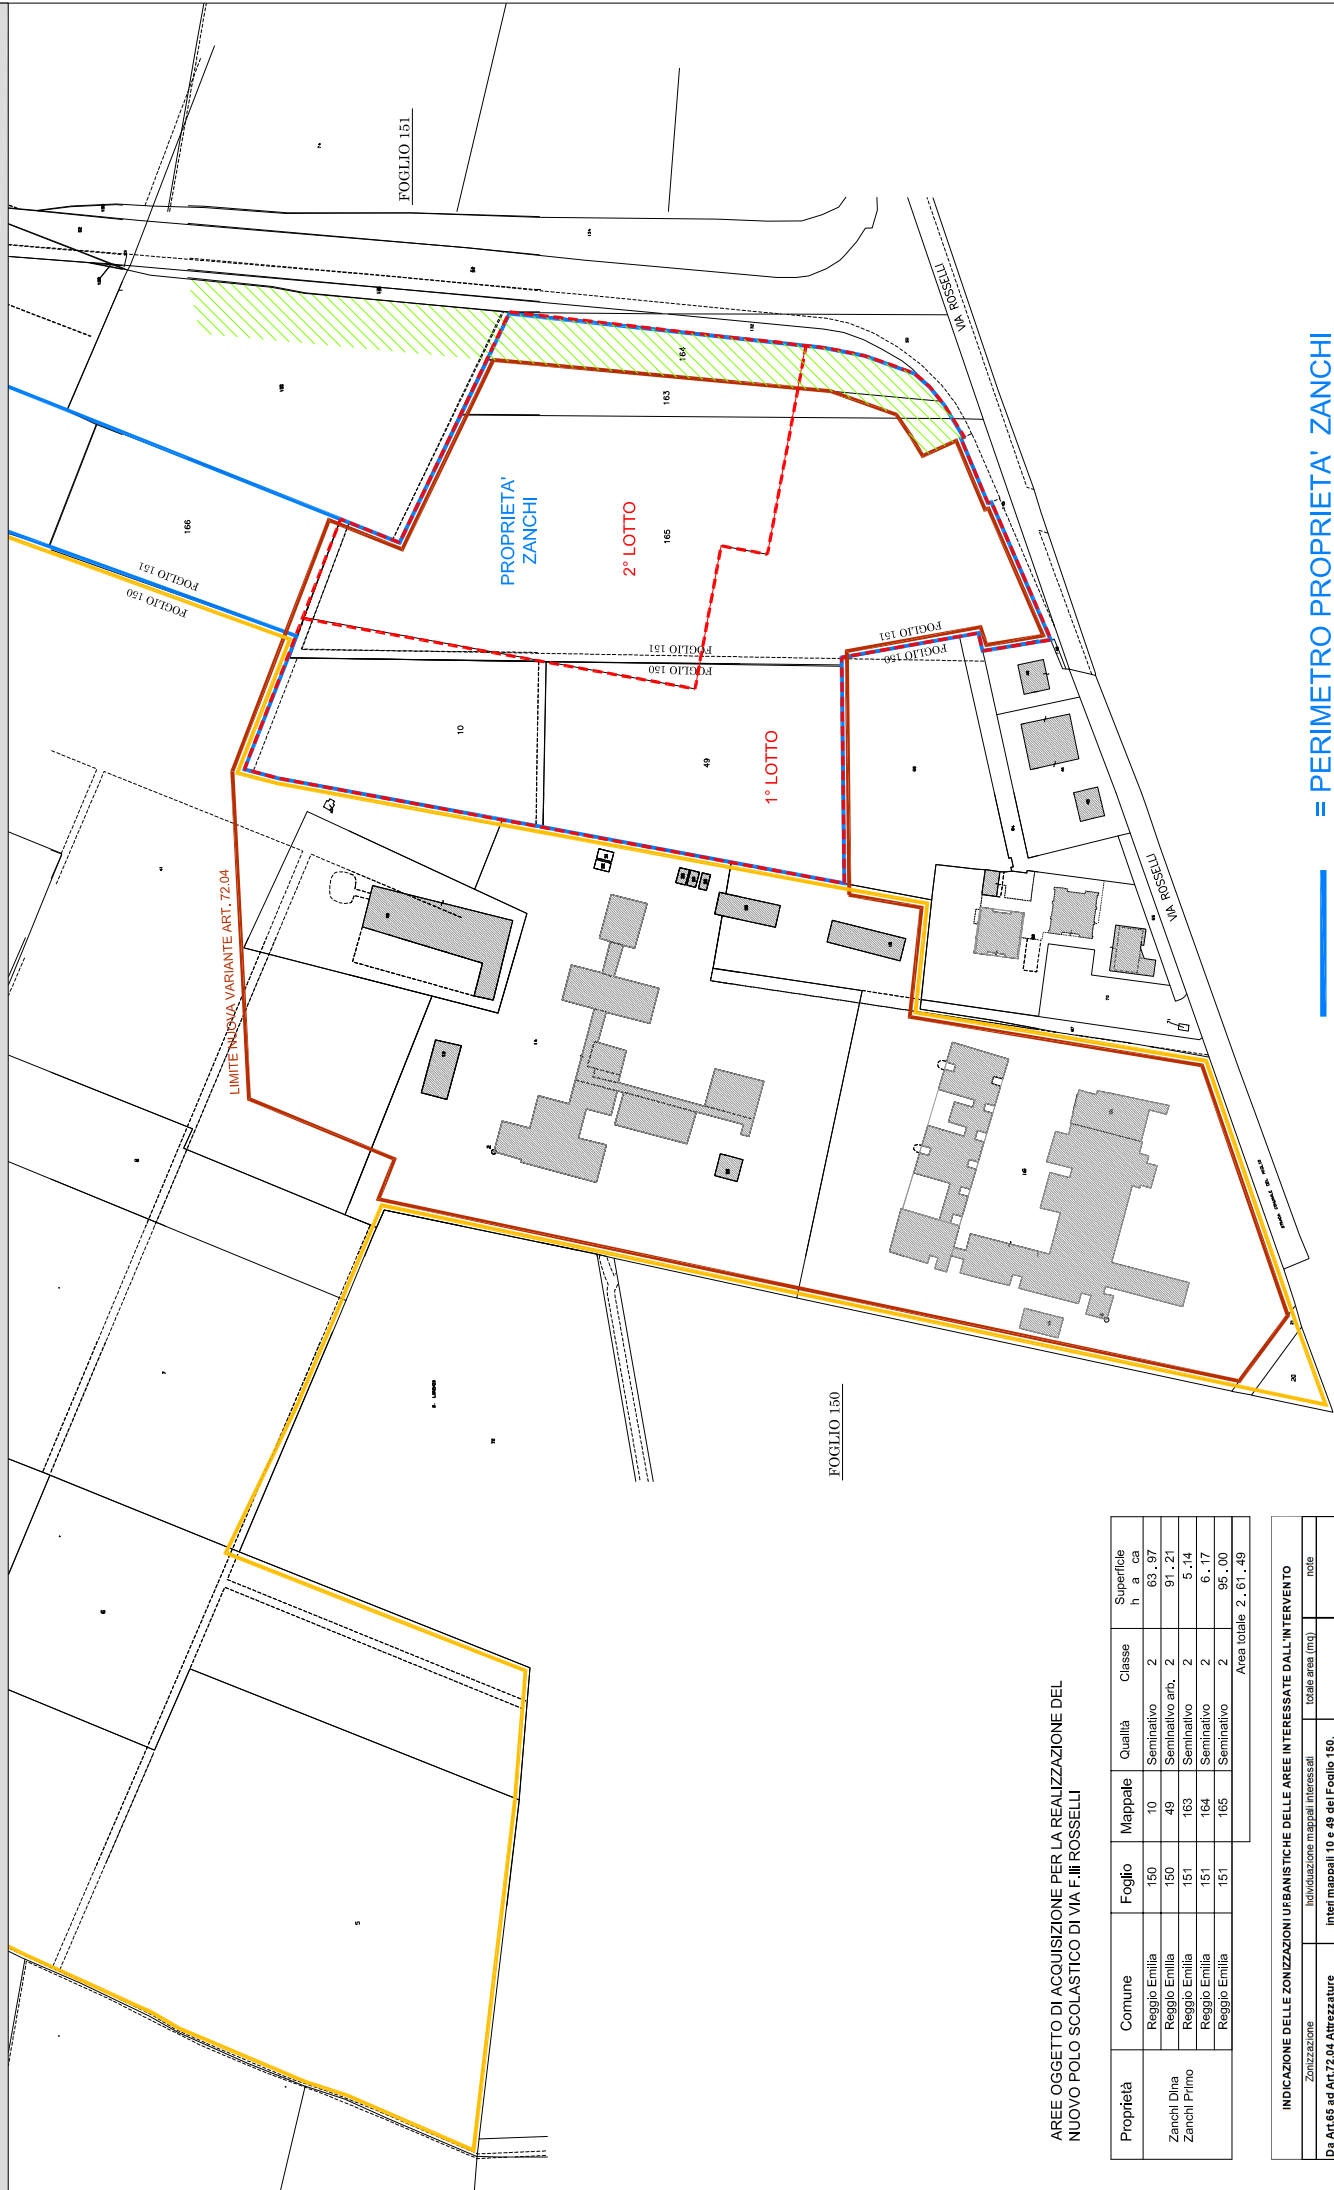 FOGLIO 151
VIA ROSSELLI
164
163
166
FOGLIO 151
FOGLIO 150
PROPRIETA'
ZANCHI
2° LOTTO
165
FOGLIO 151
FOGLIO 150
FOGLIO 151
FOGLIO 150
10
49
1° LOTTO
LIMITE NUOVA VARIANTE ART. 72.04
VIA ROSSELLI
FOGLIO 150
20
7
6
5
= PERIMETRO PROPRIETA' ZANCHI
AREE OGGETTO DI ACQUISIZIONE PER LA REALIZZAZIONE DEL
NUOVO POLO SCOLASTICO DI VIA F.lli ROSSELLI
Proprietà Comune Foglio Mappale Qualità Classe Superficie
h a ca
Zanchi Dina
Zanchi Primo
Reggio Emilia 150 10 Seminativo 2 63.97
Reggio Emilia 150 49 Seminativo arb. 2 91.21
Reggio Emilia 151 163 Seminativo 2 5.14
Reggio Emilia 151 164 Seminativo 2 6.17
Reggio Emilia 151 165 Seminativo 2 95.00
Area totale 2.61.49
INDICAZIONE DELLE ZONIZZAZIONI URBANISTICHE DELLE AREE INTERESSATE DALL'INTERVENTO
Zonizzazione Individuazione mappali interessati totale area (mq) note
Da Art.65 ad Art.72.04 Attrezzature interi mappali 10 e 49 del Foglio 150.